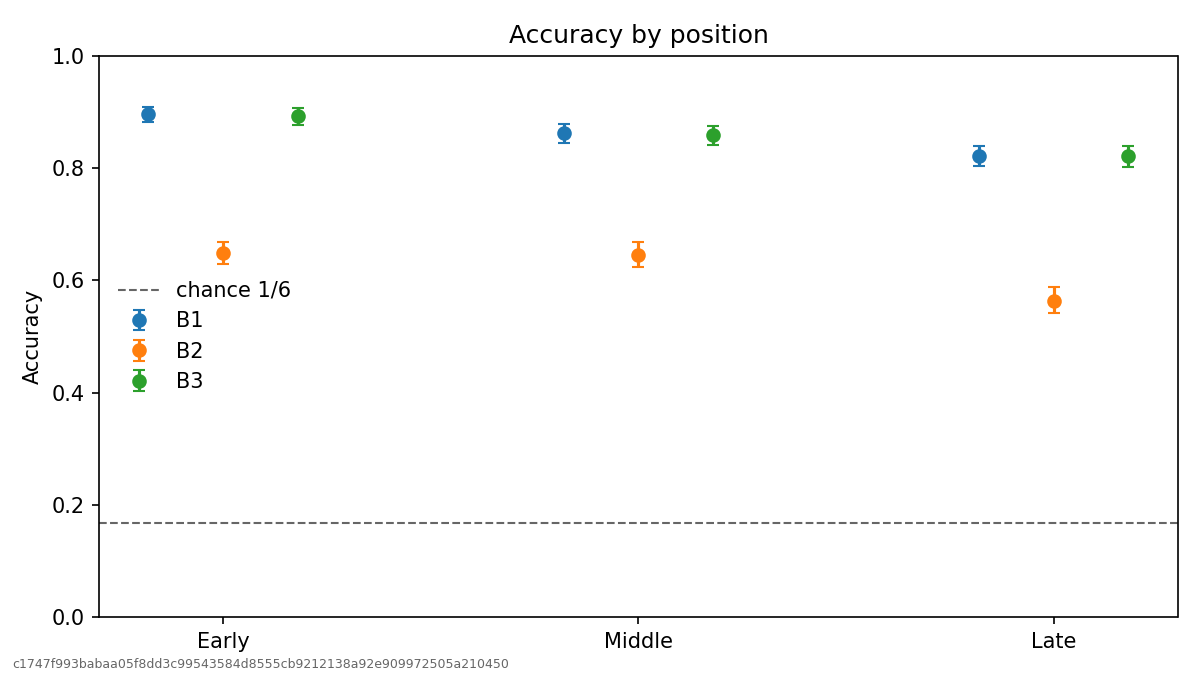 Accuracy by position
1.0
0.8
0.6
0.4
0.2
0.0
Accuracy
chance 1/6
B1
B2
B3
Early Middle Late
c1747f993babaa05f8dd3c99543584d8555cb9212138a92e909972505a210450